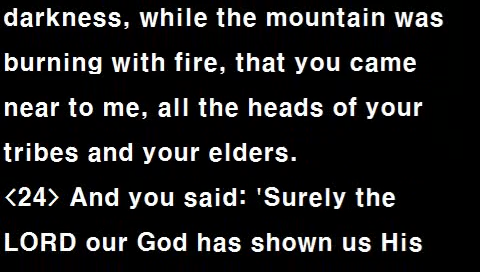 darkness, while the mountain was
burning with fire, that you came
near to me, all the heads of your
tribes and your elders.
<24> And you said: 'Surely the
LORD our God has shown us His